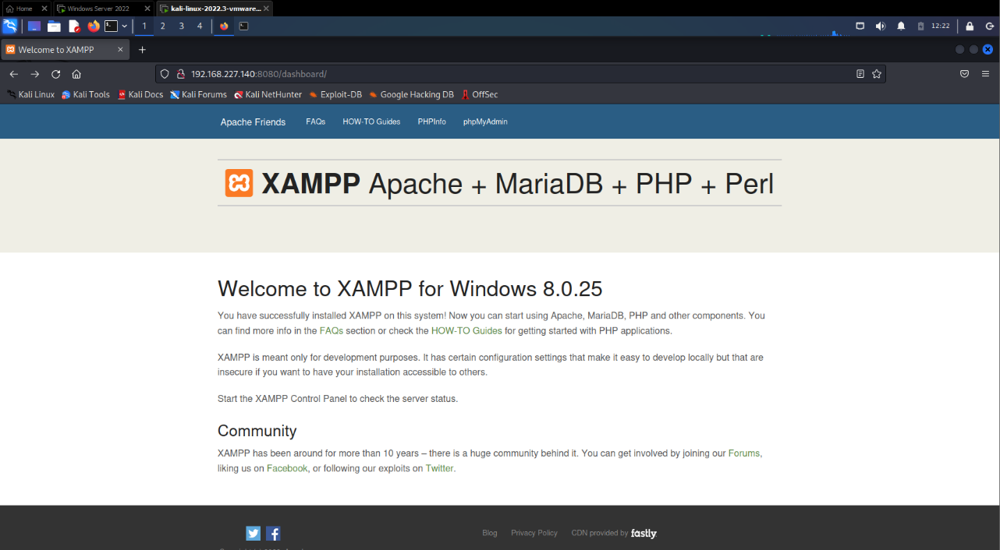 Home
Windows Server 2022
kali-linux-2022.3-vmware...
1 2 3 4
12:22
Welcome to XAMPP
192.168.227.140:8080/dashboard/
Kali Linux Kali Tools Kali Docs Kali Forums Kali NetHunter Exploit-DB Google Hacking DB OffSec
Apache Friends FAQs HOW-TO Guides PHPInfo phpMyAdmin
XAMPP Apache + MariaDB + PHP + Perl
Welcome to XAMPP for Windows 8.0.25
You have successfully installed XAMPP on this system! Now you can start using Apache, MariaDB, PHP and other components. You
can find more info in the FAQs section or check the HOW-TO Guides for getting started with PHP applications.
XAMPP is meant only for development purposes. It has certain configuration settings that make it easy to develop locally but that are
insecure if you want to have your installation accessible to others.
Start the XAMPP Control Panel to check the server status.
Community
XAMPP has been around for more than 10 years – there is a huge community behind it. You can get involved by joining our Forums,
liking us on Facebook, or following our exploits on Twitter.
Blog Privacy Policy CDN provided by fastly